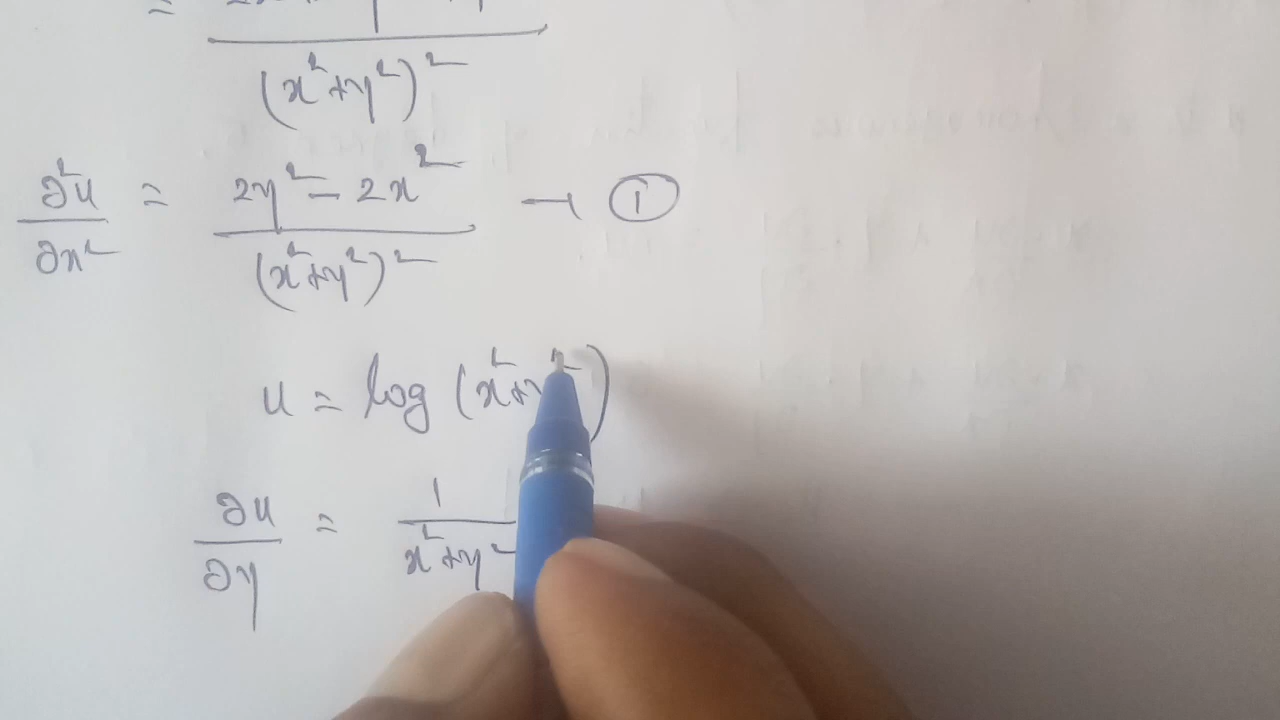 =
(x²+y²)²
∂²u/∂x² = 2y² - 2x² / (x²+y²)² → ①
u = log (x²+y²)
∂u/∂y = 1/x²+y²